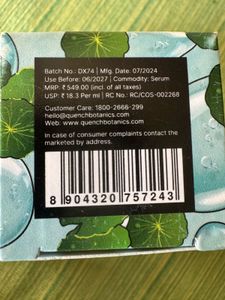 Batch No.: DX74 | Mfg. Date: 07/2024
Use Before: 06/2027 | Commodity: Serum
MRP: ₹ 549.00 (incl. of all taxes)
USP: ₹ 18.3 Per ml | RC No.: RC/COS-002268
Customer Care: 1800-2666-299
hello@quenchbotanics.com
Web: www.quenchbotanics.com
In case of consumer complaints contact the
marketed by address.
8 904320 757243